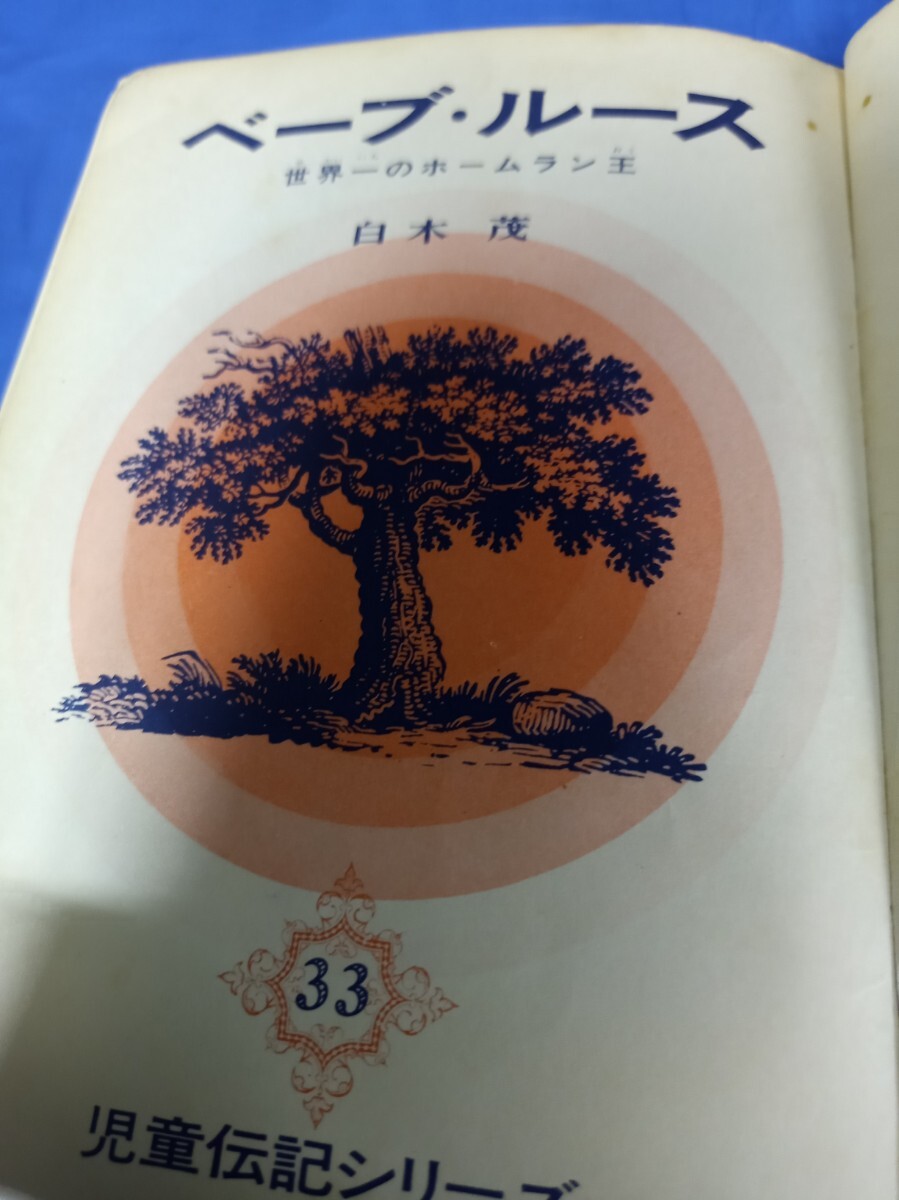 ベーブ・ルース
世界一のホームラン王
白木 茂
33
児童伝記シリーズ